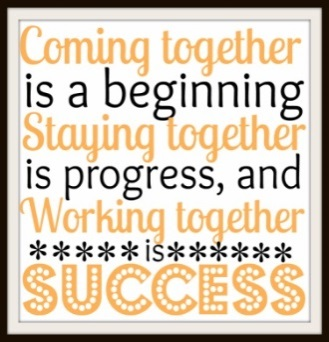 Coming together
is a beginning
Staying together
is progress, and
Working together
*****is******
SUCCESS